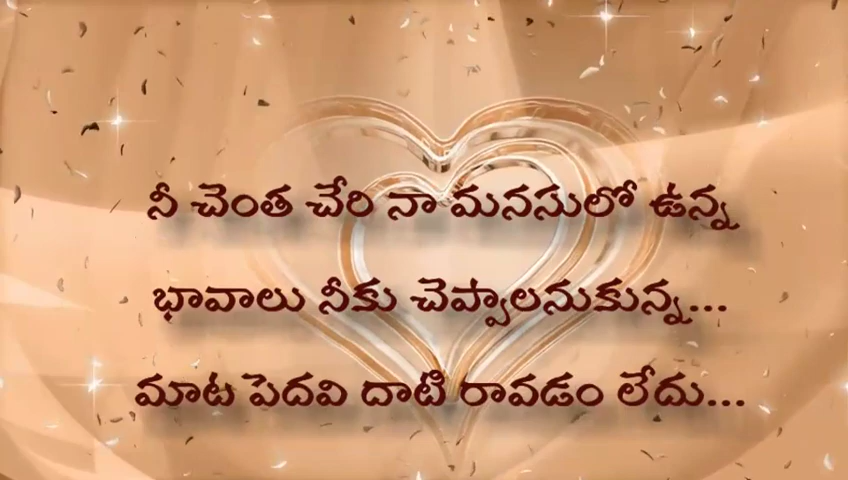 నీ చెంత చేరి నా మనసులో ఉన్న
భావాలు నీకు చెప్పాలనుకున్న...
మాట పెదవి దాటి రావడం లేదు...